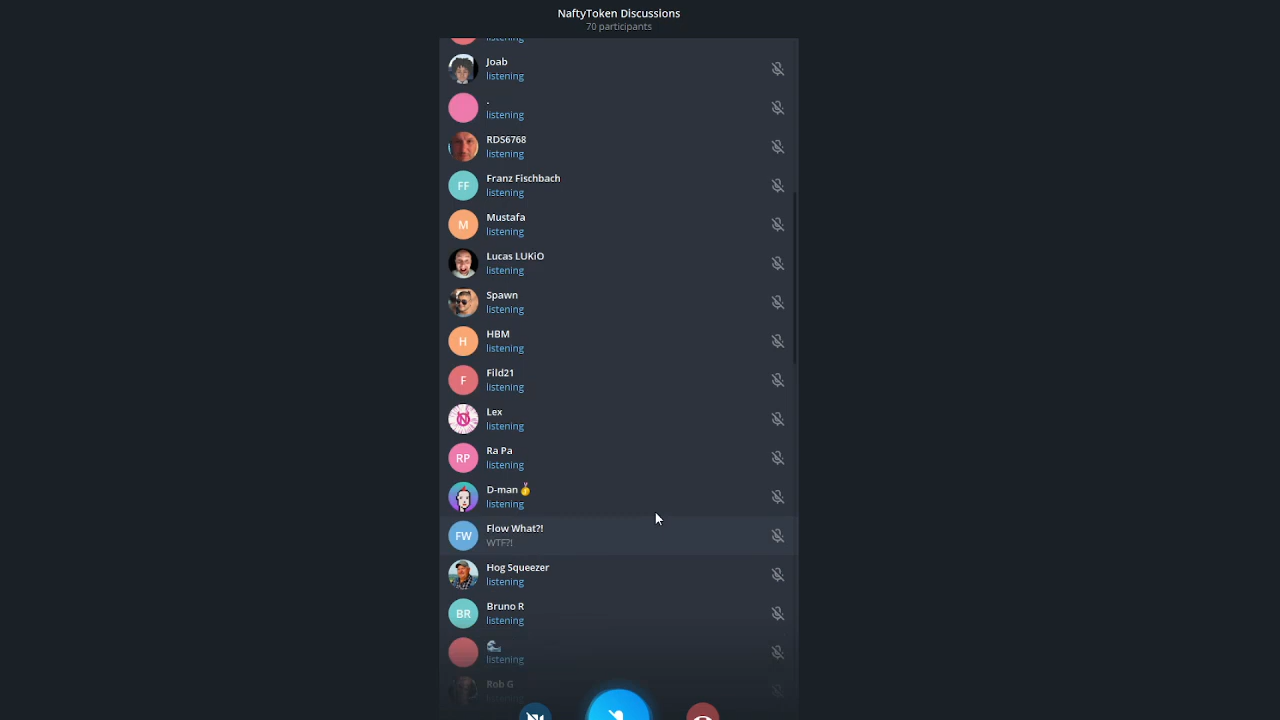 NaftyToken Discussions
70 participants
listening
Joab
listening
.
listening
RDS6768
listening
FF
Franz Fischbach
listening
M
Mustafa
listening
Lucas LUKiO
listening
Spawn
listening
H
HBM
listening
F
Fild21
listening
Lex
listening
RP
Ra Pa
listening
D-man🥇
listening
FW
Flow What?!
WTF?!
Hog Squeezer
listening
BR
Bruno R
listening
🌊
listening
Rob G
listening